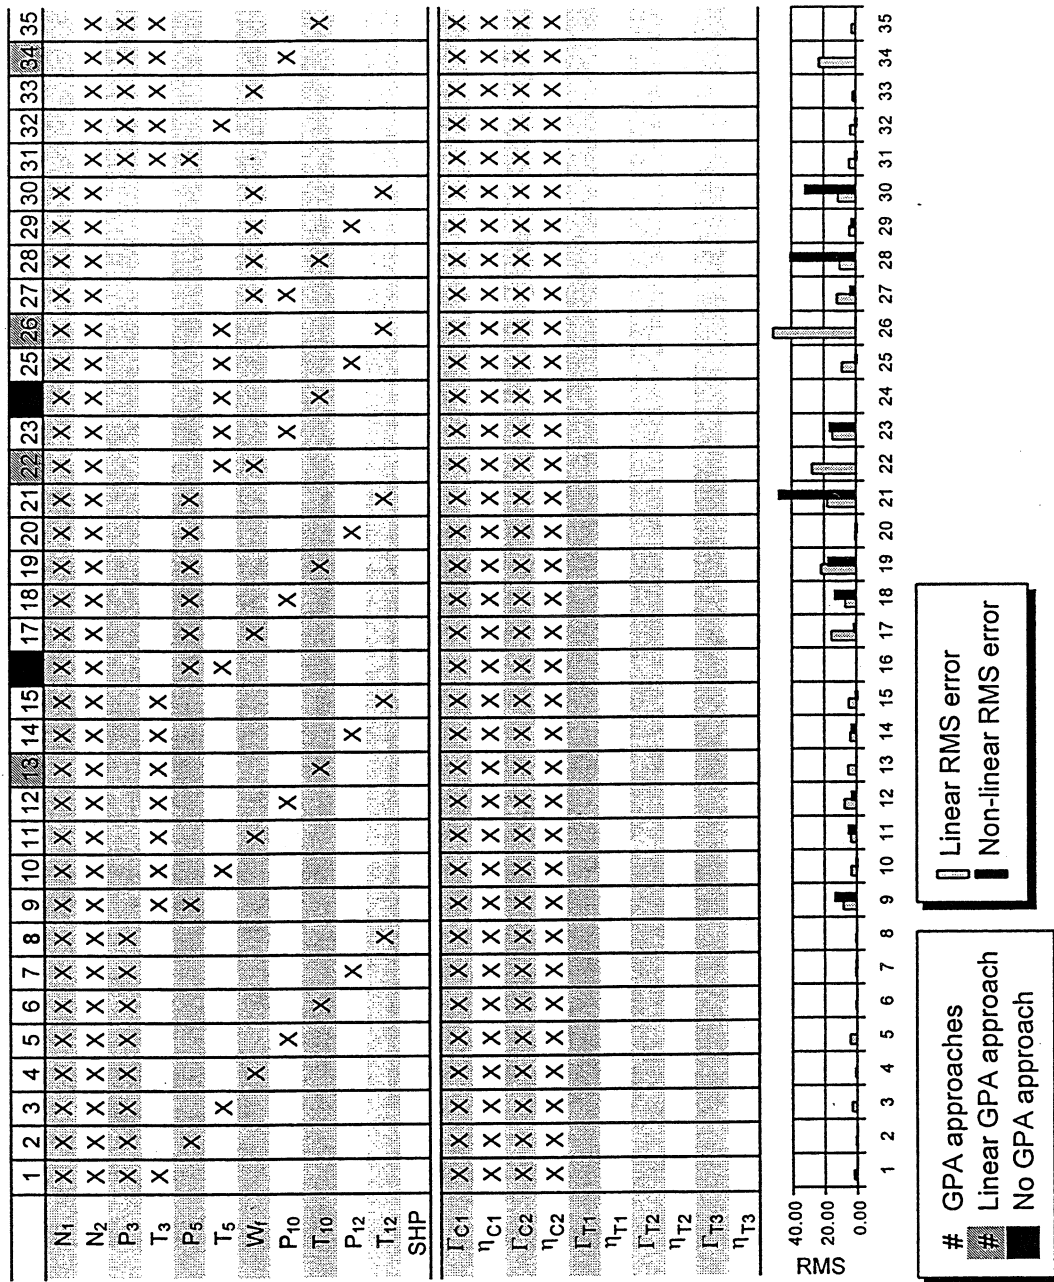 1 2 3 4 5 6 7 8 9 10 11 12 13 14 15 17 18 19 20 21 22 23 25 26 27 28 29 30 31 32 33 34 35
N1 X X X X X X X X X X X X X X X X X X X X X X X X X X X X X X
N2 X X X X X X X X X X X X X X X X X X X X X X X X X X X X X X X X X X X
P3 X X X X X X X X X X X X X
T3 X X X X X X X X X X X X X
P5 X X X X X X X X X
T5 X X X X X X X X X
Wf X X X X X X X X X
P10 X X X X X X
T10 X X X X X X
P12 X X X X X
T12 X X X X X
SHP
ΓC1 X X X X X X X X X X X X X X X X X X X X X X X X X X X X X X X X X X X
ηC1 X X X X X X X X X X X X X X X X X X X X X X X X X X X X X X X X X X X
ΓC2 X X X X X X X X X X X X X X X X X X X X X X X X X X X X X X X X X X X
ηC2 X X X X X X X X X X X X X X X X X X X X X X X X X X X X X X X X X X X
ΓT1
ηT1
ΓT2
ηT2
ΓT3
ηT3
RMS
40.00
20.00
0.00
1 2 3 4 5 6 7 8 9 10 11 12 13 14 15 16 17 18 19 20 21 22 23 24 25 26 27 28 29 30 31 32 33 34 35
# GPA approaches
# Linear GPA approach
No GPA approach
Linear RMS error
Non-linear RMS error